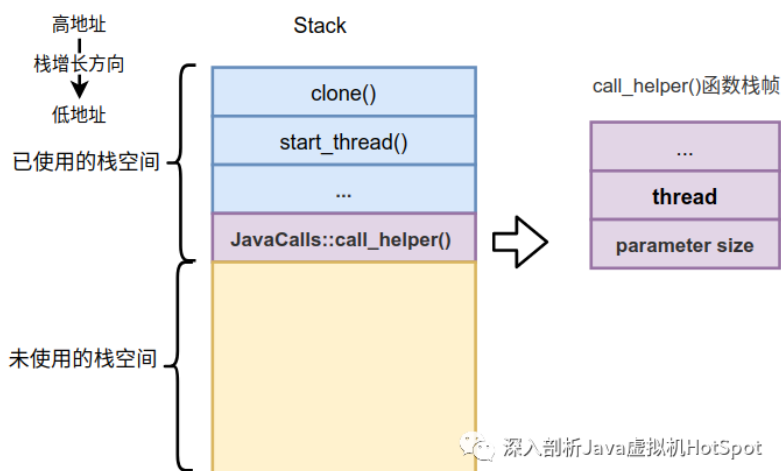 高地址
栈增长方向
低地址
已使用的栈空间
未使用的栈空间
Stack
clone()
start_thread()
...
JavaCalls::call_helper()
call_helper()函数栈帧
...
thread
parameter size
深入剖析Java虚拟机HotSpot